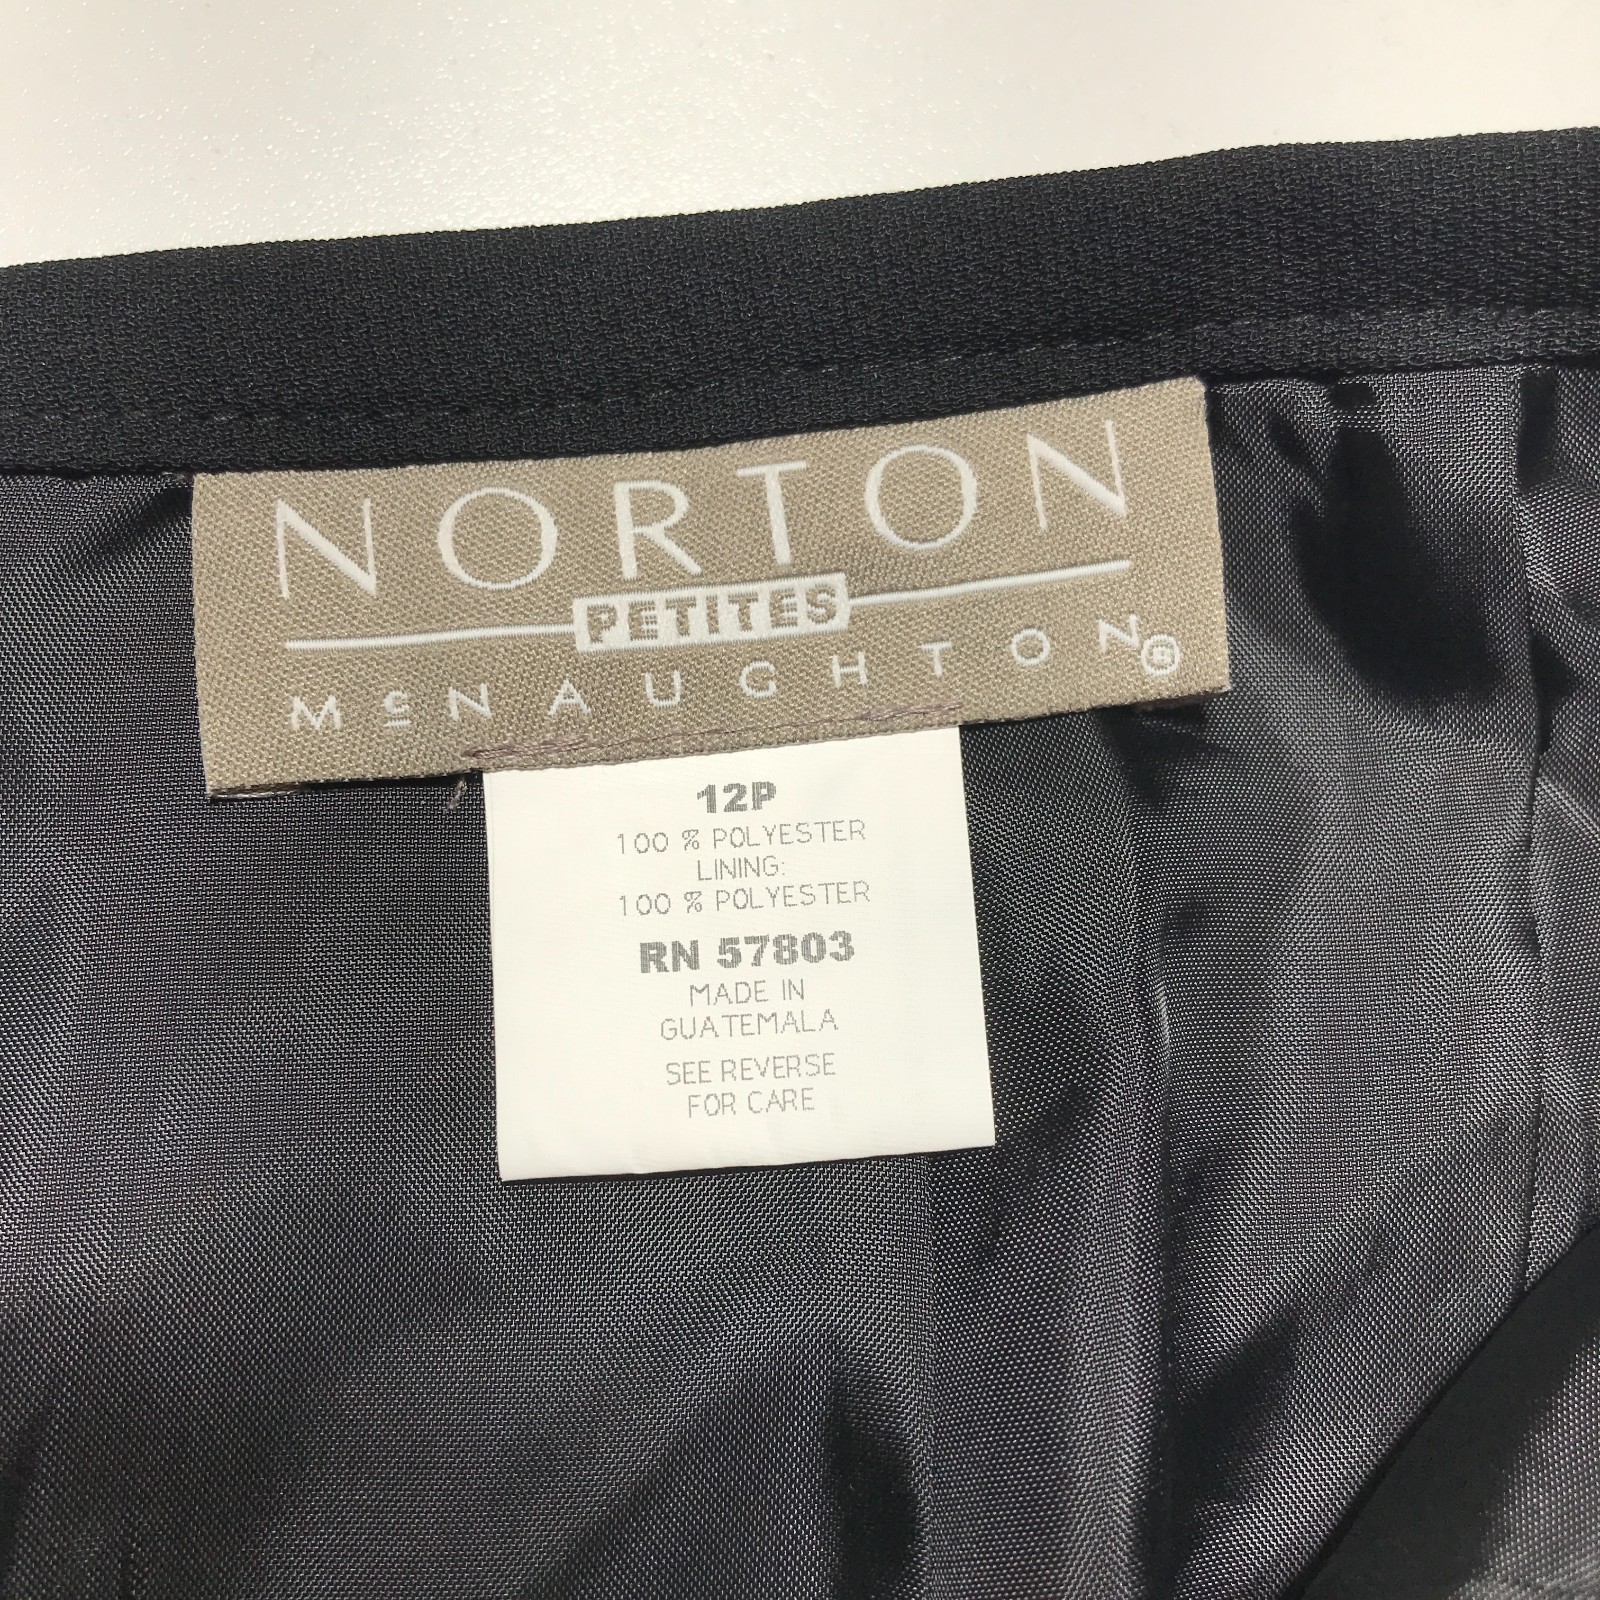 NORTON
PETITES
McNAUGHTON®
12P
100 % POLYESTER
LINING:
100 % POLYESTER
RN 57803
MADE IN
GUATEMALA
SEE REVERSE
FOR CARE